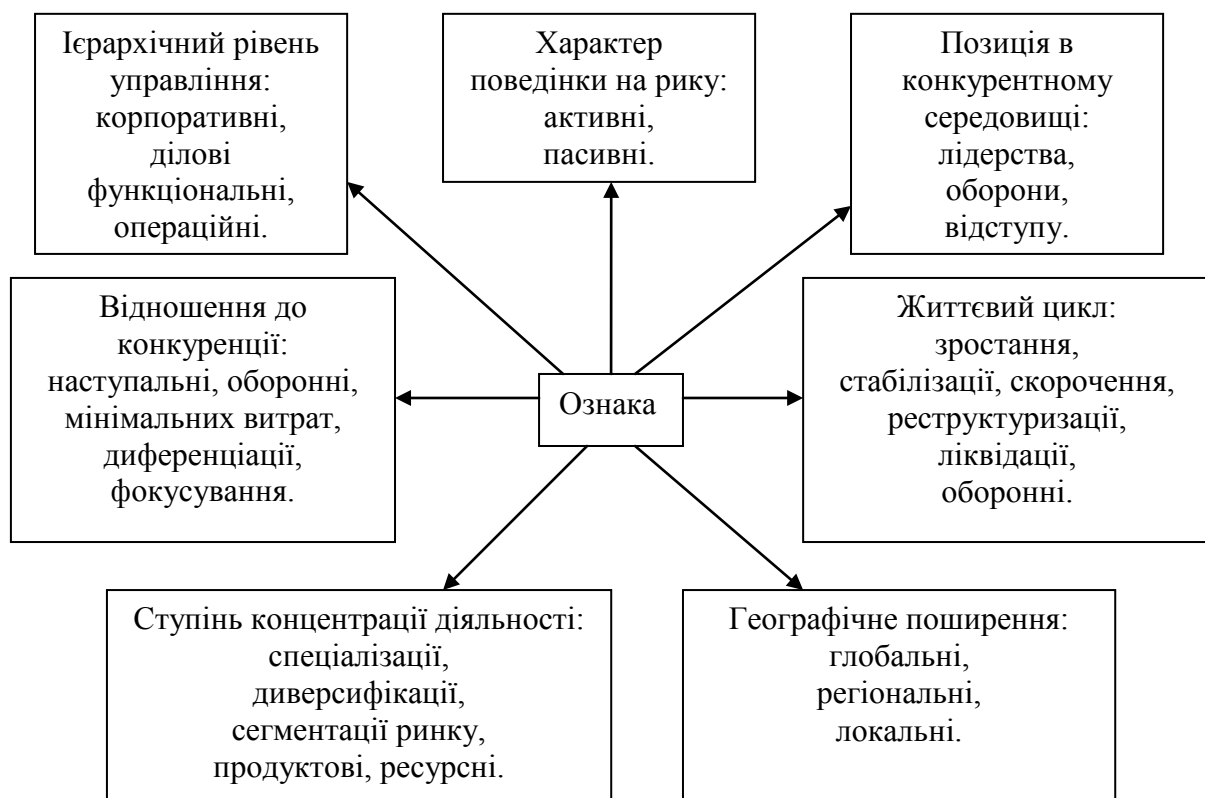 Ієрархічний рівень
управління:
корпоративні,
ділові
функціональні,
операційні.
Характер
поведінки на рику:
активні,
пасивні.
Позиція в
конкурентному
середовищі:
лідерства,
оборони,
відступу.
Відношення до
конкуренції:
наступальні, оборонні,
мінімальних витрат,
диференціації,
фокусування.
Ознака
Життєвий цикл:
зростання,
стабілізації, скорочення,
реструктуризації,
ліквідації,
оборонні.
Ступінь концентрації діяльності:
спеціалізації,
диверсифікації,
сегментації ринку,
продуктові, ресурсні.
Географічне поширення:
глобальні,
регіональні,
локальні.